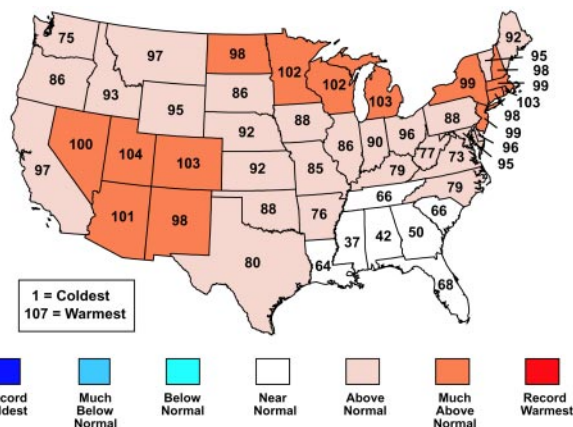 92
75
97
98
102
95
98
99
103
98
99
96
95
86
93
95
86
102
103
99
88
100
104
103
92
88
86
90
96
88
97
92
85
79
77
73
101
98
88
76
66
79
66
80
64
37
42
50
68
1 = Coldest
107 = Warmest
cord
ldest
Much
Below
Normal
Below
Normal
Near
Normal
Above
Normal
Much
Above
Normal
Record
Warmest